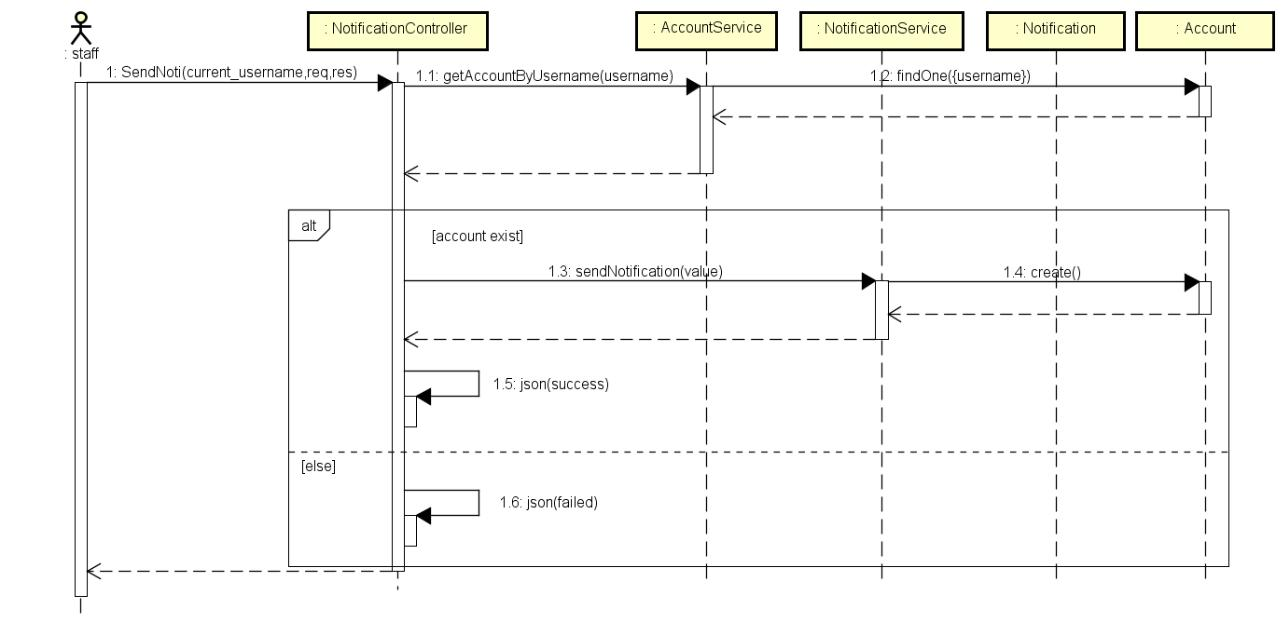 : staff
: NotificationController
: AccountService
: NotificationService
: Notification
: Account
1: SendNoti(current_username,req,res)
1.1: getAccountByUsername(username)
1.2: findOne({username})
alt
[account exist]
1.3: sendNotification(value)
1.4: create()
1.5: json(success)
[else]
1.6: json(failed)